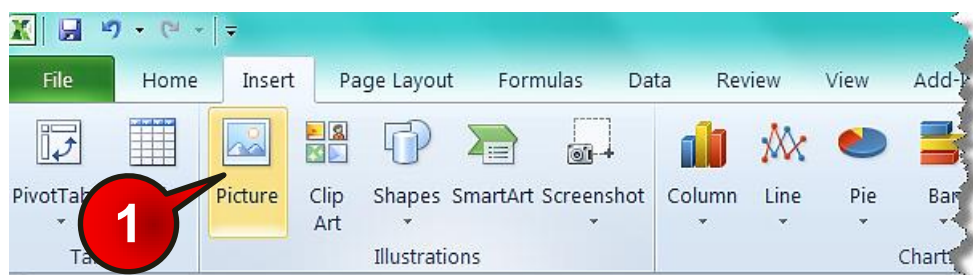 File Home Insert Page Layout Formulas Data Review View
Picture Clip Art Shapes SmartArt Screenshot Column Line Pie
1
Illustrations